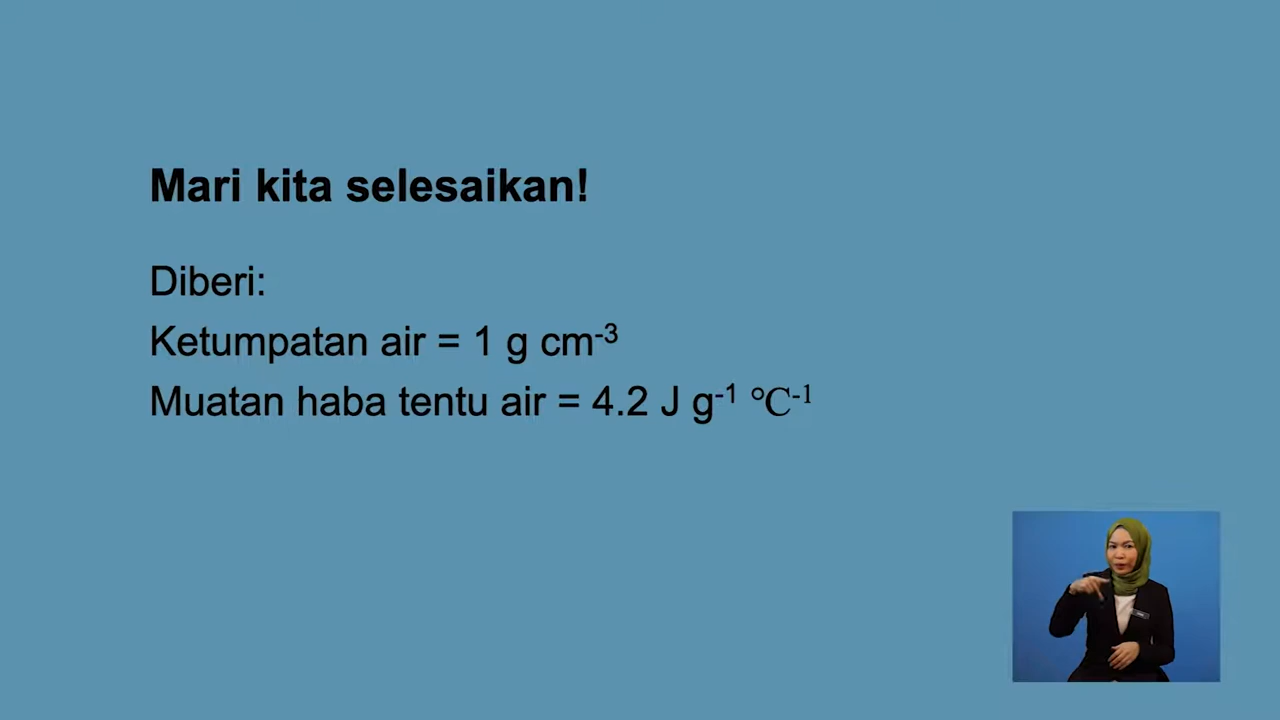 Mari kita selesaikan!
Diberi:
Ketumpatan air = 1 g cm⁻³
Muatan haba tentu air = 4.2 J g⁻¹ °C⁻¹